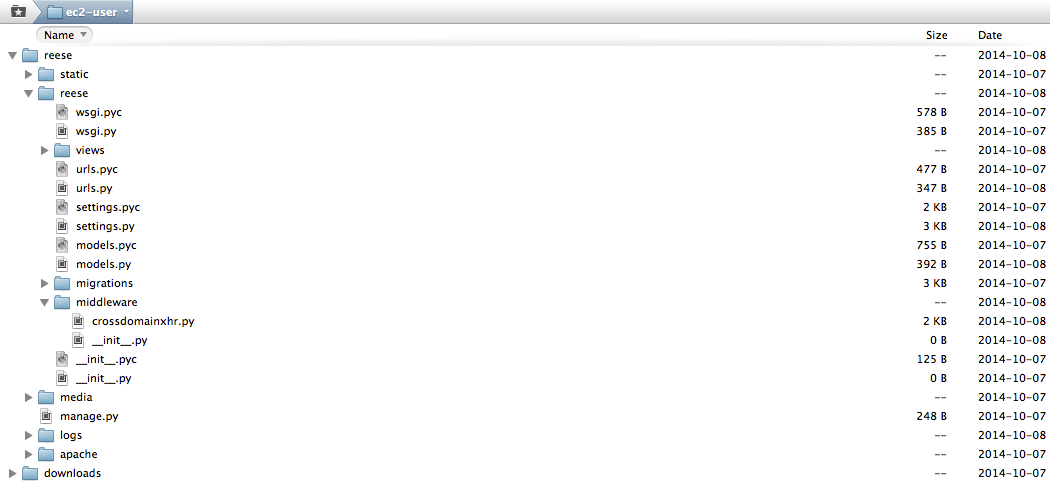 ec2-user
Name Size Date
reese -- 2014-10-08
static -- 2014-10-07
reese -- 2014-10-08
wsgi.pyc 578 B 2014-10-07
wsgi.py 385 B 2014-10-07
views -- 2014-10-08
urls.pyc 477 B 2014-10-07
urls.py 347 B 2014-10-08
settings.pyc 2 KB 2014-10-07
settings.py 3 KB 2014-10-08
models.pyc 755 B 2014-10-07
models.py 392 B 2014-10-08
migrations 3 KB 2014-10-07
middleware -- 2014-10-08
crossdomainxhr.py 2 KB 2014-10-08
__init__.py 0 B 2014-10-08
__init__.pyc 125 B 2014-10-07
__init__.py 0 B 2014-10-07
media -- 2014-10-07
manage.py 248 B 2014-10-07
logs -- 2014-10-08
apache -- 2014-10-07
downloads -- 2014-10-07